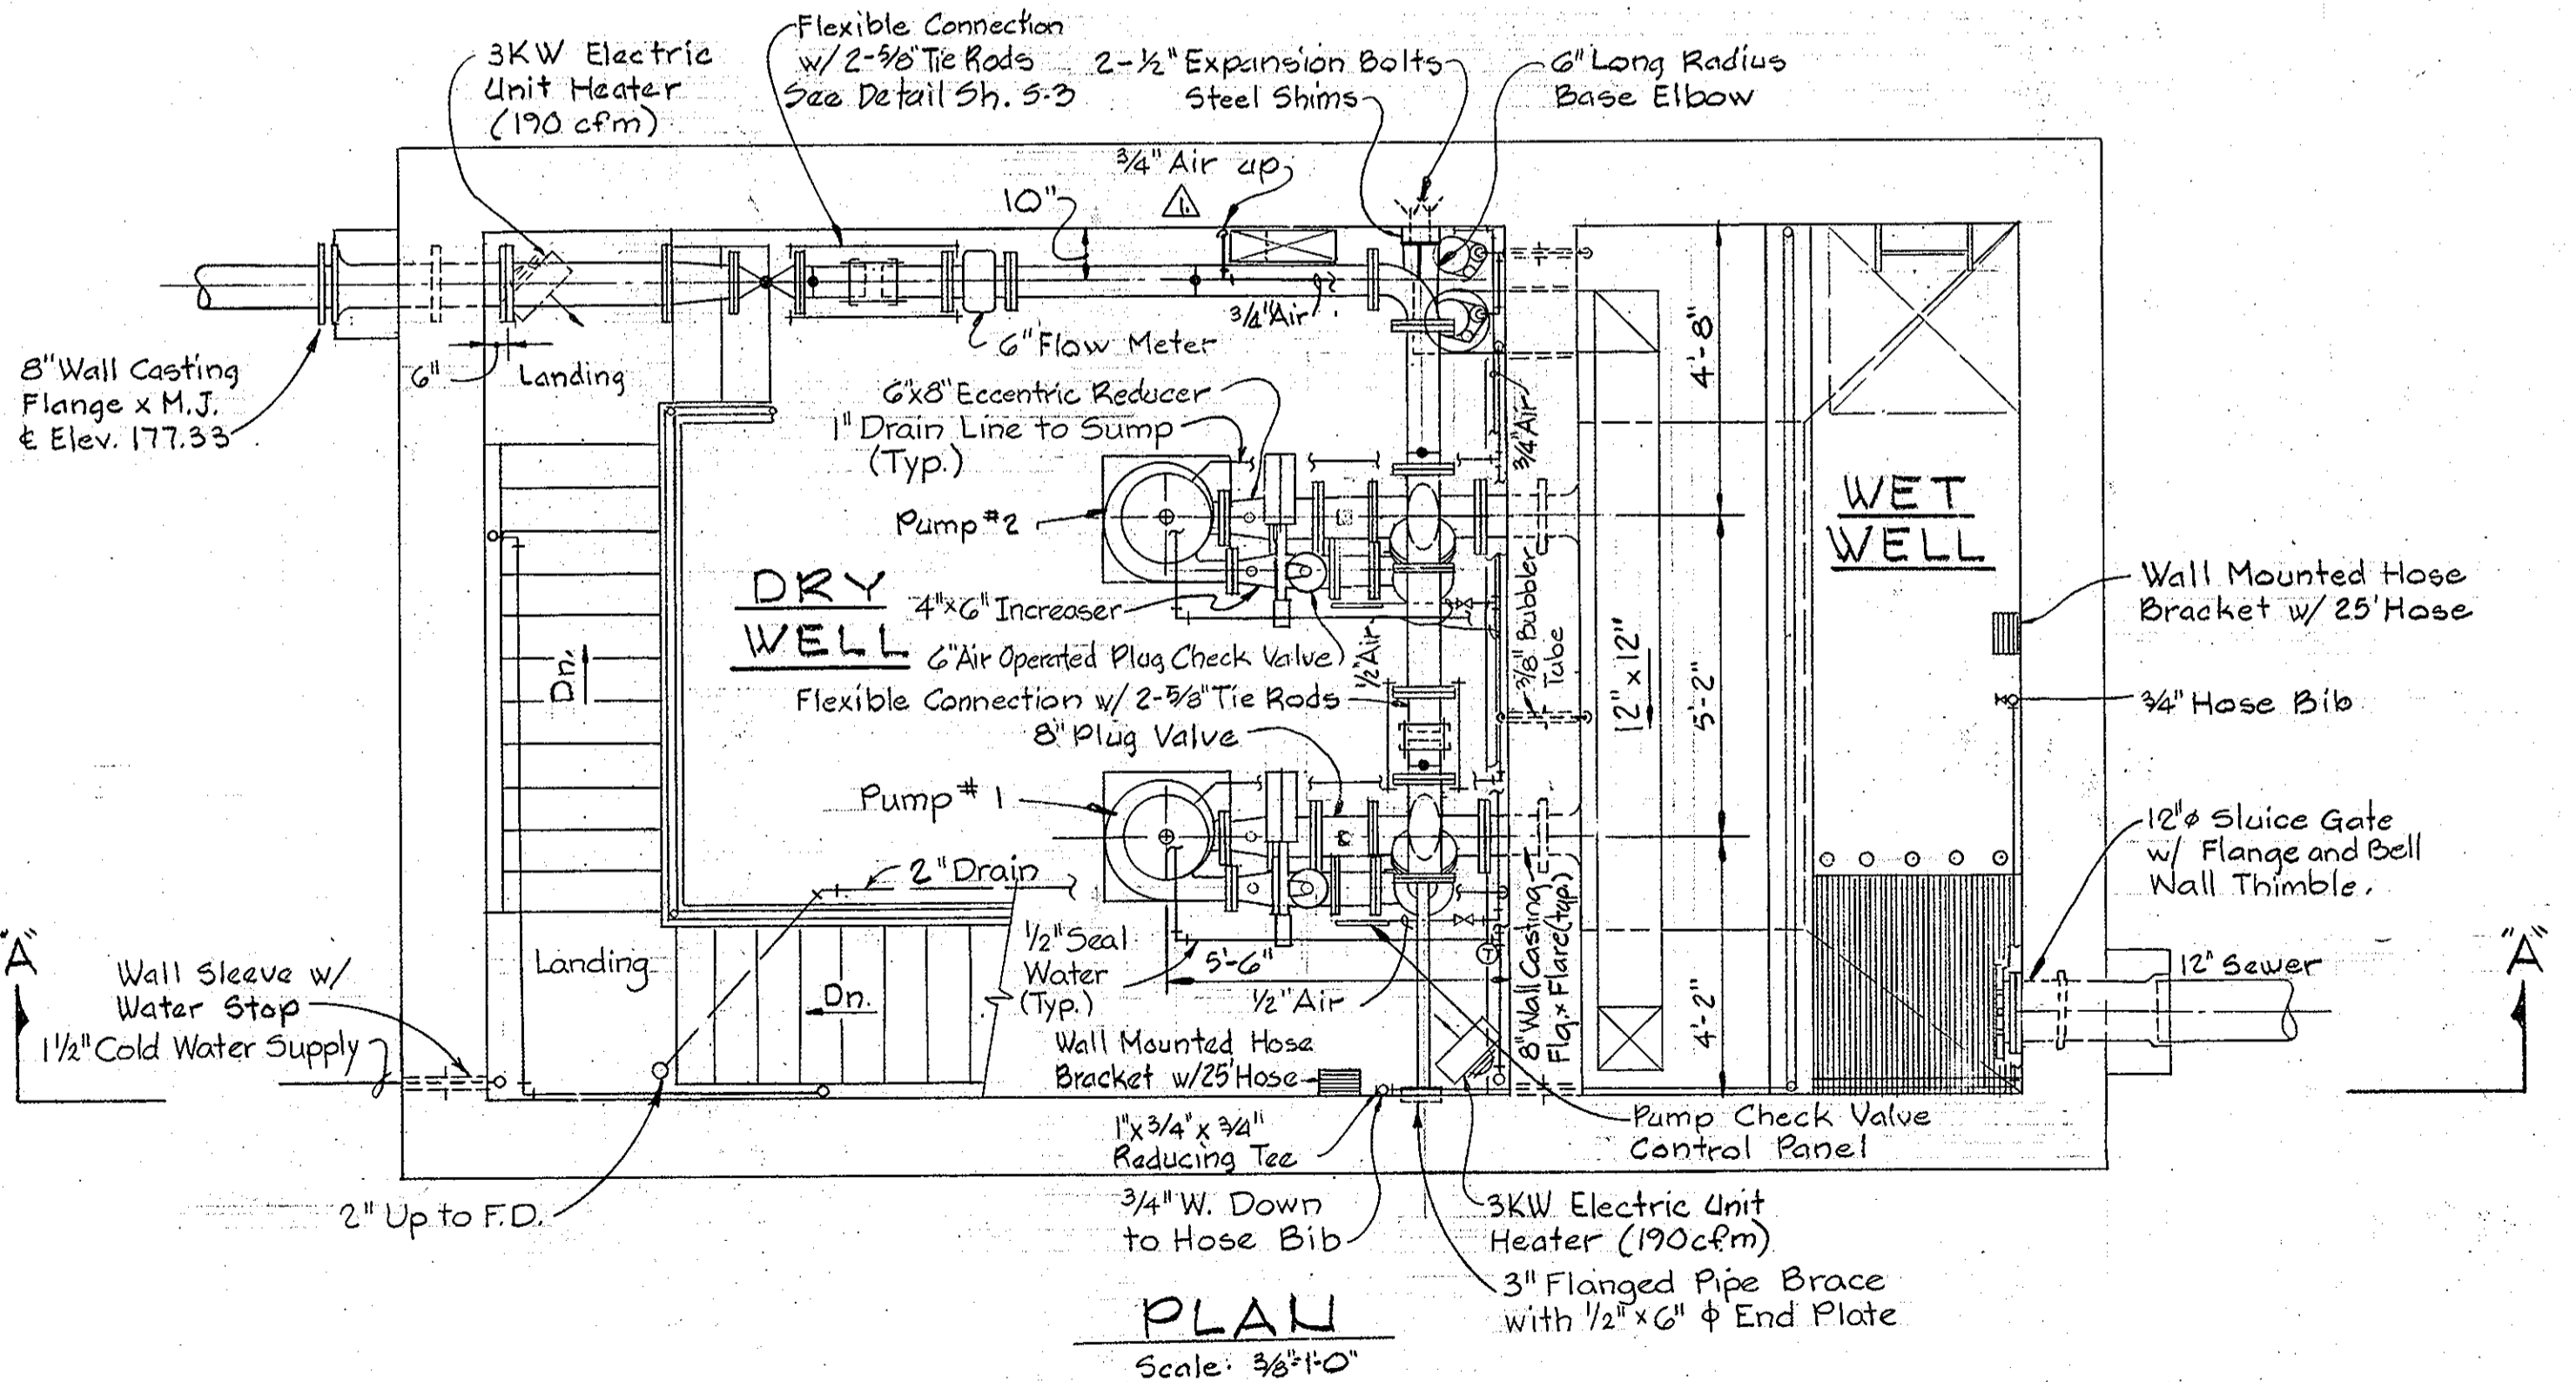 3KW Electric
Unit Heater
(190 cfm)
Flexible Connection
w/ 2-5/8" Tie Rods
See Detail Sh. S-3
2-1/2" Expansion Bolts
Steel Shims
6" Long Radius
Base Elbow
3/4" Air up
1.
10"
3/4" Air
6" Flow Meter
8" Wall Casting
Flange x M.J.
℄ Elev. 177.33
6"
Landing
6"x8" Eccentric Reducer
1" Drain Line to Sump
(Typ.)
Pump #2
3/4" Air
4'-8"
WET
WELL
DRY
WELL
4"x6" Increaser
6" Air Operated Plug Check Valve
1/2" Air
3/8" Bubbler
Tube
12" x 12"
5'-2"
Wall Mounted Hose
Bracket w/ 25' Hose
3/4" Hose Bib
Dn.
Flexible Connection w/ 2-5/8" Tie Rods
8" Plug Valve
Pump # 1
12"ϕ Sluice Gate
w/ Flange and Bell
Wall Thimble.
2" Drain
1/2" Seal
Water
(Typ.)
5'-6"
1/2" Air
8" Wall Casting
Flg. x Flare (typ.)
4'-2"
12" Sewer
"A"
"A"
Landing
Dn.
Wall Sleeve w/
Water Stop
1 1/2" Cold Water Supply
Wall Mounted Hose
Bracket w/25' Hose
1" x 3/4" x 3/4"
Reducing Tee
Pump Check Valve
Control Panel
2" Up to F.D.
3/4" W. Down
to Hose Bib
3KW Electric Unit
Heater (190 cfm)
3" Flanged Pipe Brace
with 1/2" x 6" ϕ End Plate
PLAN
Scale: 3/8"=1'-0"